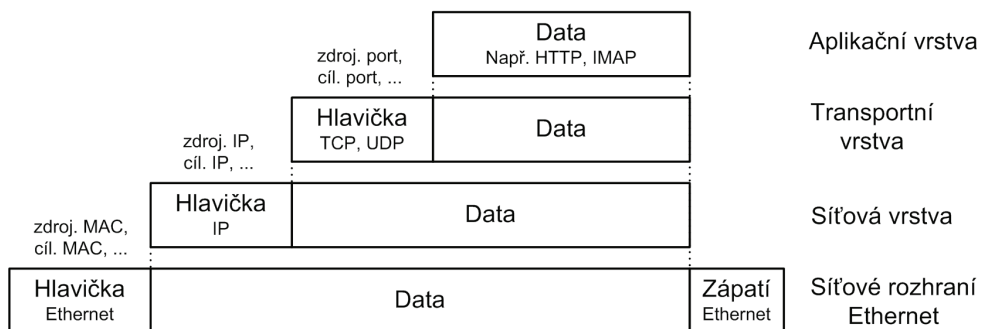 Data
Např. HTTP, IMAP
Aplikační vrstva
zdroj. port,
cíl. port, ...
Hlavička
TCP, UDP
Data
Transportní
vrstva
zdroj. IP,
cíl. IP, ...
Hlavička
IP
Data
Síťová vrstva
zdroj. MAC,
cíl. MAC, ...
Hlavička
Ethernet
Data
Zápatí
Ethernet
Síťové rozhraní
Ethernet